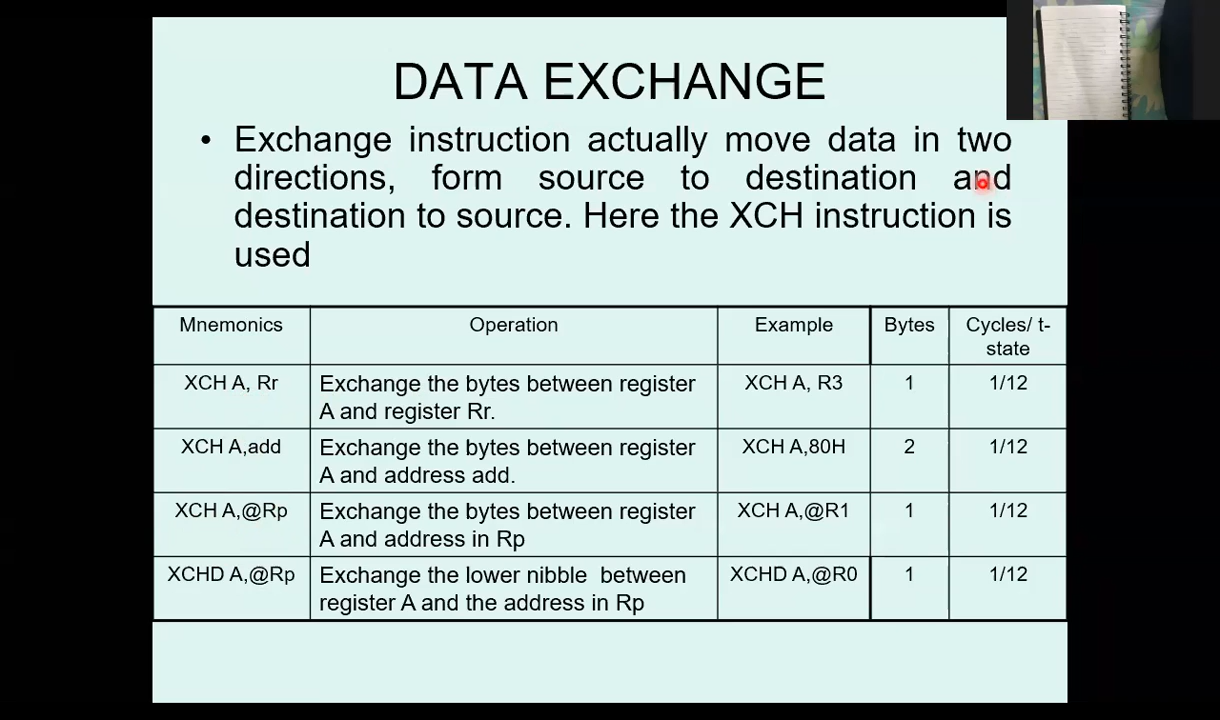 DATA EXCHANGE
• Exchange instruction actually move data in two
directions, form source to destination and
destination to source. Here the XCH instruction is
used
Mnemonics Operation Example Bytes Cycles/ t-
state
XCH A, Rr Exchange the bytes between register XCH A, R3 1 1/12
A and register Rr.
XCH A,add Exchange the bytes between register XCH A,80H 2 1/12
A and address add.
XCH A,@Rp Exchange the bytes between register XCH A,@R1 1 1/12
A and address in Rp
XCHD A,@Rp Exchange the lower nibble between XCHD A,@R0 1 1/12
register A and the address in Rp